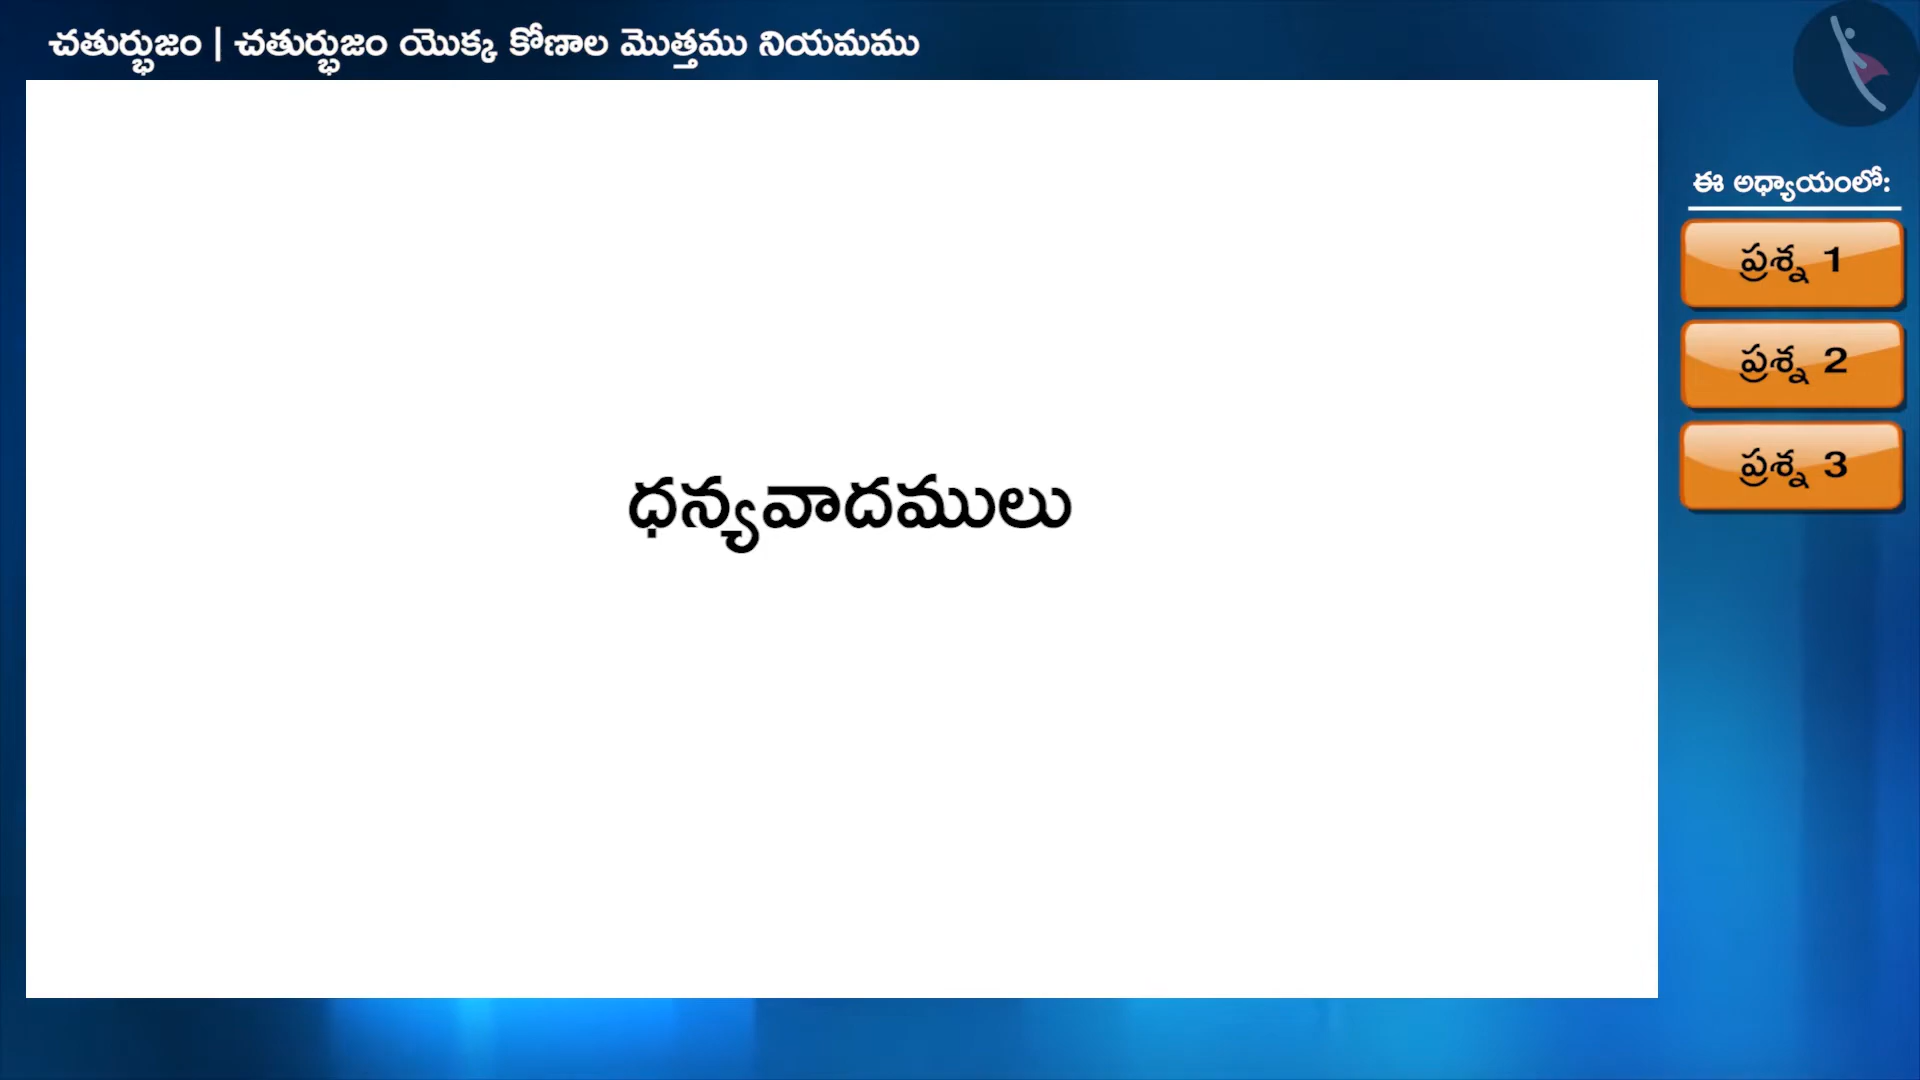 చతుర్భుజం | చతుర్భుజం యొక్క కోణాల మొత్తము నియమము
ఈ అధ్యాయంలో:
ప్రశ్న 1
ప్రశ్న 2
ప్రశ్న 3
ధన్యవాదములు